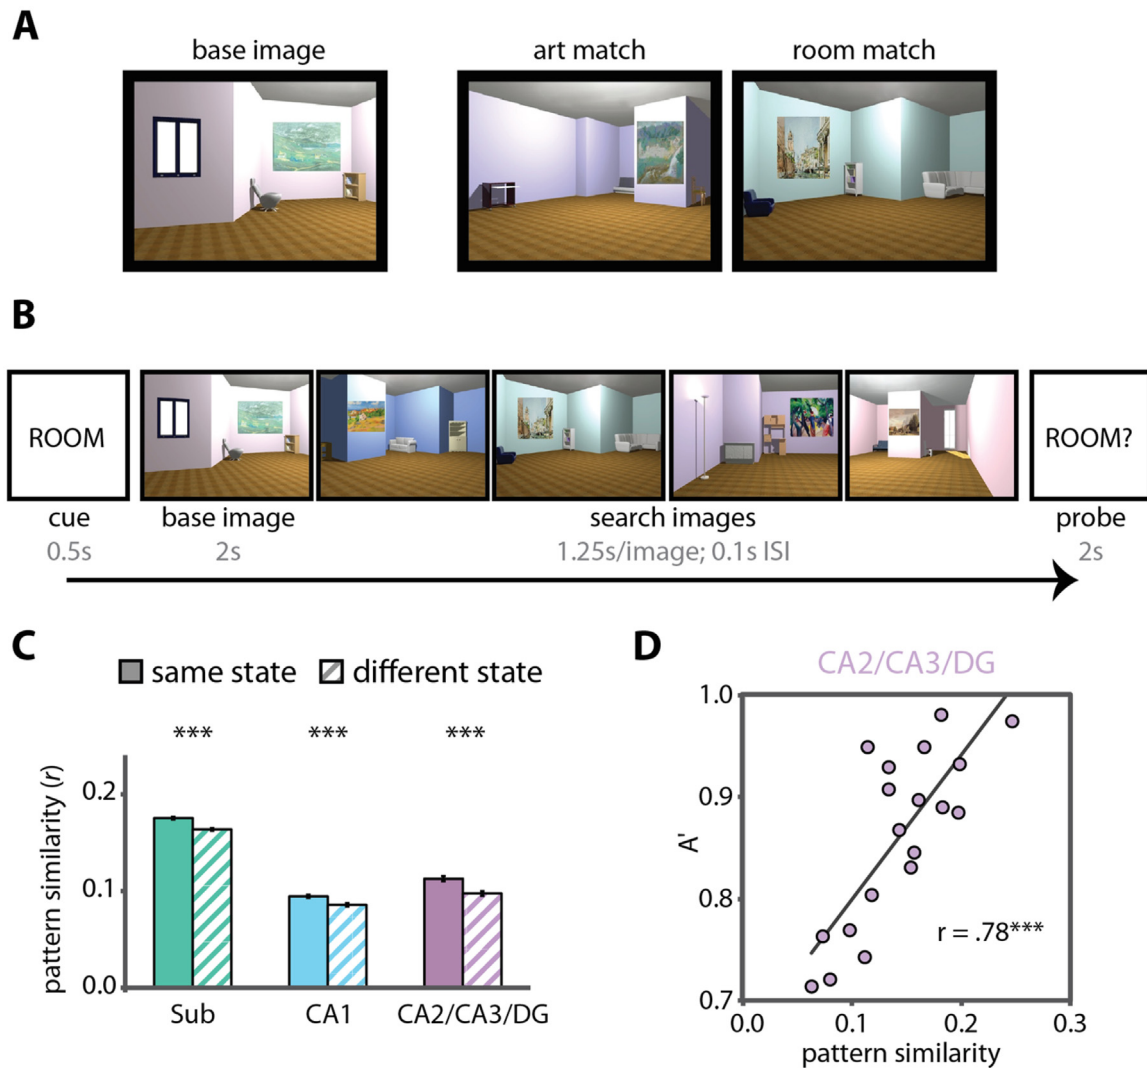 A
base image
art match
room match
B
ROOM
ROOM?
cue
base image
search images
probe
0.5s
2s
1.25s/image; 0.1s ISI
2s
C
same state
different state
***
***
***
pattern similarity (r)
0.2
0.1
0.0
Sub
CA1
CA2/CA3/DG
D
CA2/CA3/DG
A'
1.0
0.9
0.8
0.7
r = .78***
0.0
0.1
0.2
0.3
pattern similarity